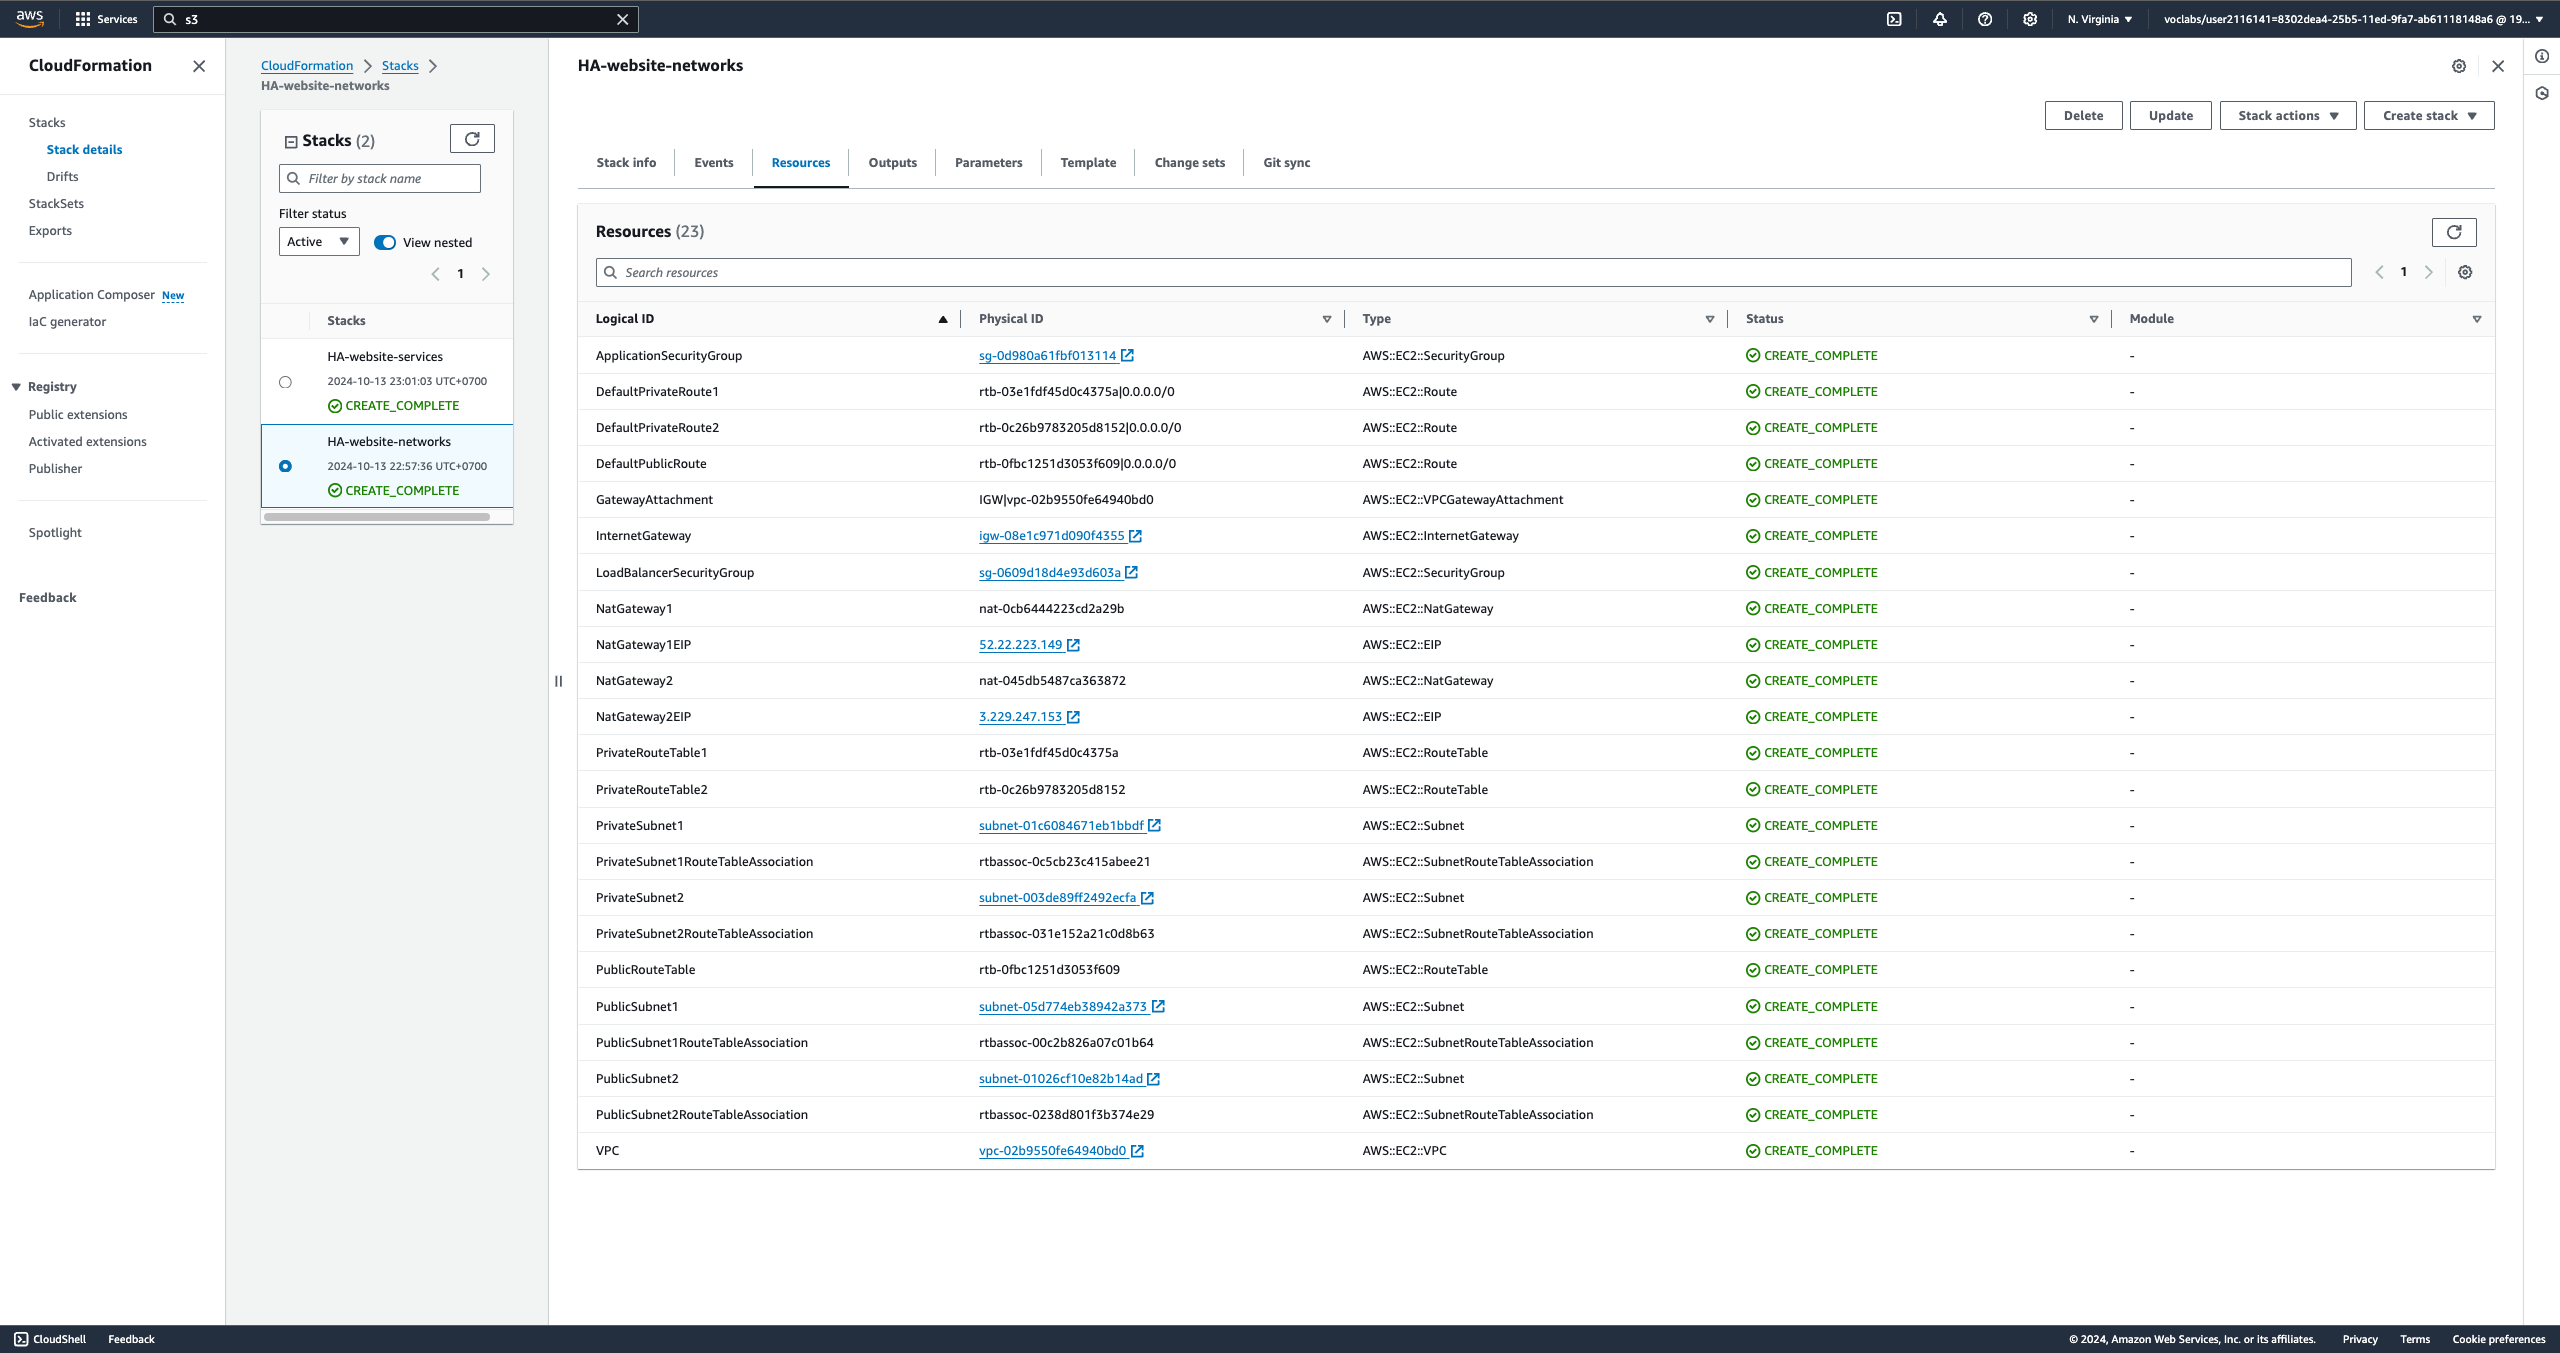 aws Services s3 N. Virginia voclabs/user2116141=8302dea4-25b5-11ed-9fa7-ab61118148a6 @ 19...
CloudFormation
Stacks
Stack details
Drifts
StackSets
Exports
Application Composer New
IaC generator
Registry
Public extensions
Activated extensions
Publisher
Spotlight
Feedback
CloudFormation Stacks
HA-website-networks
Stacks (2)
Filter by stack name
Filter status
Active View nested
1
Stacks
HA-website-services
2024-10-13 23:01:03 UTC+0700
CREATE_COMPLETE
HA-website-networks
2024-10-13 22:57:36 UTC+0700
CREATE_COMPLETE
HA-website-networks
Delete Update Stack actions Create stack
Stack info Events Resources Outputs Parameters Template Change sets Git sync
Resources (23)
Search resources 1
Logical ID Physical ID Type Status Module
ApplicationSecurityGroup sg-0d980a61fbf013114 AWS::EC2::SecurityGroup CREATE_COMPLETE -
DefaultPrivateRoute1 rtb-03e1fdf45d0c4375a|0.0.0.0/0 AWS::EC2::Route CREATE_COMPLETE -
DefaultPrivateRoute2 rtb-0c26b9783205d8152|0.0.0.0/0 AWS::EC2::Route CREATE_COMPLETE -
DefaultPublicRoute rtb-0fbc1251d3053f609|0.0.0.0/0 AWS::EC2::Route CREATE_COMPLETE -
GatewayAttachment IGW|vpc-02b9550fe64940bd0 AWS::EC2::VPCGatewayAttachment CREATE_COMPLETE -
InternetGateway igw-08e1c971d090f4355 AWS::EC2::InternetGateway CREATE_COMPLETE -
LoadBalancerSecurityGroup sg-0609d18d4e93d603a AWS::EC2::SecurityGroup CREATE_COMPLETE -
NatGateway1 nat-0cb6444223cd2a29b AWS::EC2::NatGateway CREATE_COMPLETE -
NatGateway1EIP 52.22.223.149 AWS::EC2::EIP CREATE_COMPLETE -
NatGateway2 nat-045db5487ca363872 AWS::EC2::NatGateway CREATE_COMPLETE -
NatGateway2EIP 3.229.247.153 AWS::EC2::EIP CREATE_COMPLETE -
PrivateRouteTable1 rtb-03e1fdf45d0c4375a AWS::EC2::RouteTable CREATE_COMPLETE -
PrivateRouteTable2 rtb-0c26b9783205d8152 AWS::EC2::RouteTable CREATE_COMPLETE -
PrivateSubnet1 subnet-01c6084671eb1bbdf AWS::EC2::Subnet CREATE_COMPLETE -
PrivateSubnet1RouteTableAssociation rtbassoc-0c5cb23c415abee21 AWS::EC2::SubnetRouteTableAssociation CREATE_COMPLETE -
PrivateSubnet2 subnet-003de89ff2492ecfa AWS::EC2::Subnet CREATE_COMPLETE -
PrivateSubnet2RouteTableAssociation rtbassoc-031e152a21c0d8b63 AWS::EC2::SubnetRouteTableAssociation CREATE_COMPLETE -
PublicRouteTable rtb-0fbc1251d3053f609 AWS::EC2::RouteTable CREATE_COMPLETE -
PublicSubnet1 subnet-05d774eb38942a373 AWS::EC2::Subnet CREATE_COMPLETE -
PublicSubnet1RouteTableAssociation rtbassoc-00c2b826a07c01b64 AWS::EC2::SubnetRouteTableAssociation CREATE_COMPLETE -
PublicSubnet2 subnet-01026cf10e82b14ad AWS::EC2::Subnet CREATE_COMPLETE -
PublicSubnet2RouteTableAssociation rtbassoc-0238d801f3b374e29 AWS::EC2::SubnetRouteTableAssociation CREATE_COMPLETE -
VPC vpc-02b9550fe64940bd0 AWS::EC2::VPC CREATE_COMPLETE -
CloudShell Feedback © 2024, Amazon Web Services, Inc. or its affiliates. Privacy Terms Cookie preferences